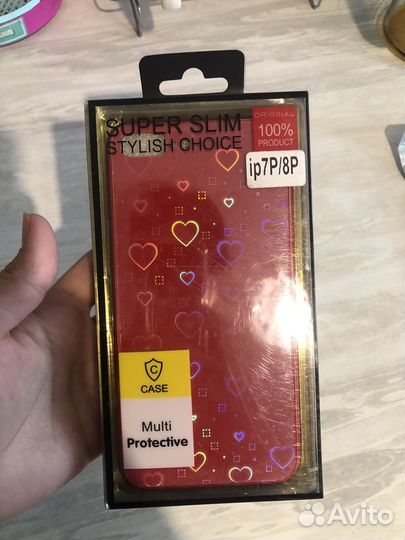 SUPER SLIM
STYLISH CHOICE
ORIGINAL
100%
PRODUCT
ip7P/8P
C
CASE
Multi
Protective
Avito